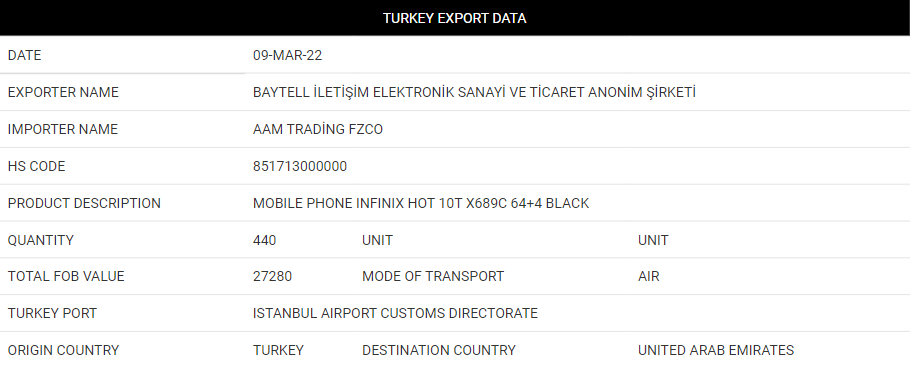 TURKEY EXPORT DATA
DATE 09-MAR-22
EXPORTER NAME BAYTELL İLETİŞİM ELEKTRONİK SANAYİ VE TİCARET ANONİM ŞİRKETİ
IMPORTER NAME AAM TRADİNG FZCO
HS CODE 851713000000
PRODUCT DESCRIPTION MOBILE PHONE INFINIX HOT 10T X689C 64+4 BLACK
QUANTITY 440 UNIT UNIT
TOTAL FOB VALUE 27280 MODE OF TRANSPORT AIR
TURKEY PORT ISTANBUL AIRPORT CUSTOMS DIRECTORATE
ORIGIN COUNTRY TURKEY DESTINATION COUNTRY UNITED ARAB EMIRATES